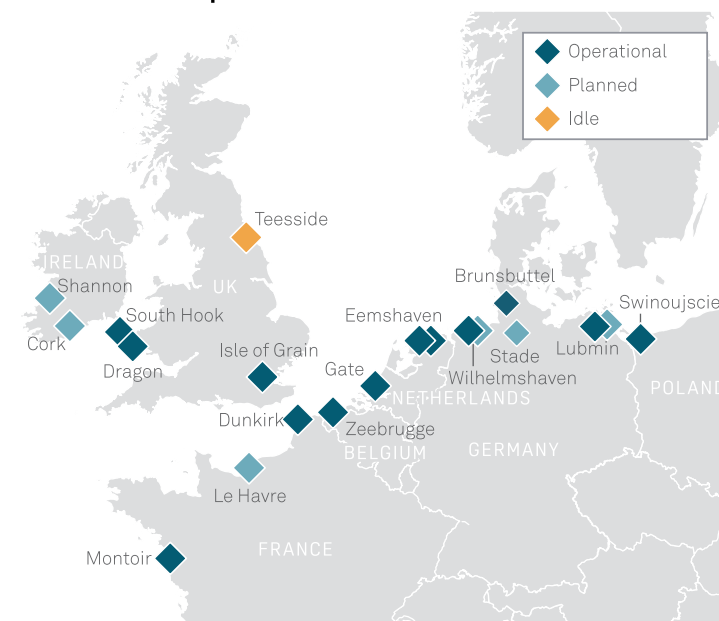 Operational
Planned
Idle
Teesside
IRELAND
Shannon
UK
Brunsbuttel
Swinoujscie
South Hook
Eemshaven
Cork
Isle of Grain
Stade
Lubmin
Dragon
Gate
Wilhelmshaven
POLAND
NETHERLANDS
Dunkirk
Zeebrugge
BELGIUM
GERMANY
Le Havre
FRANCE
Montoir